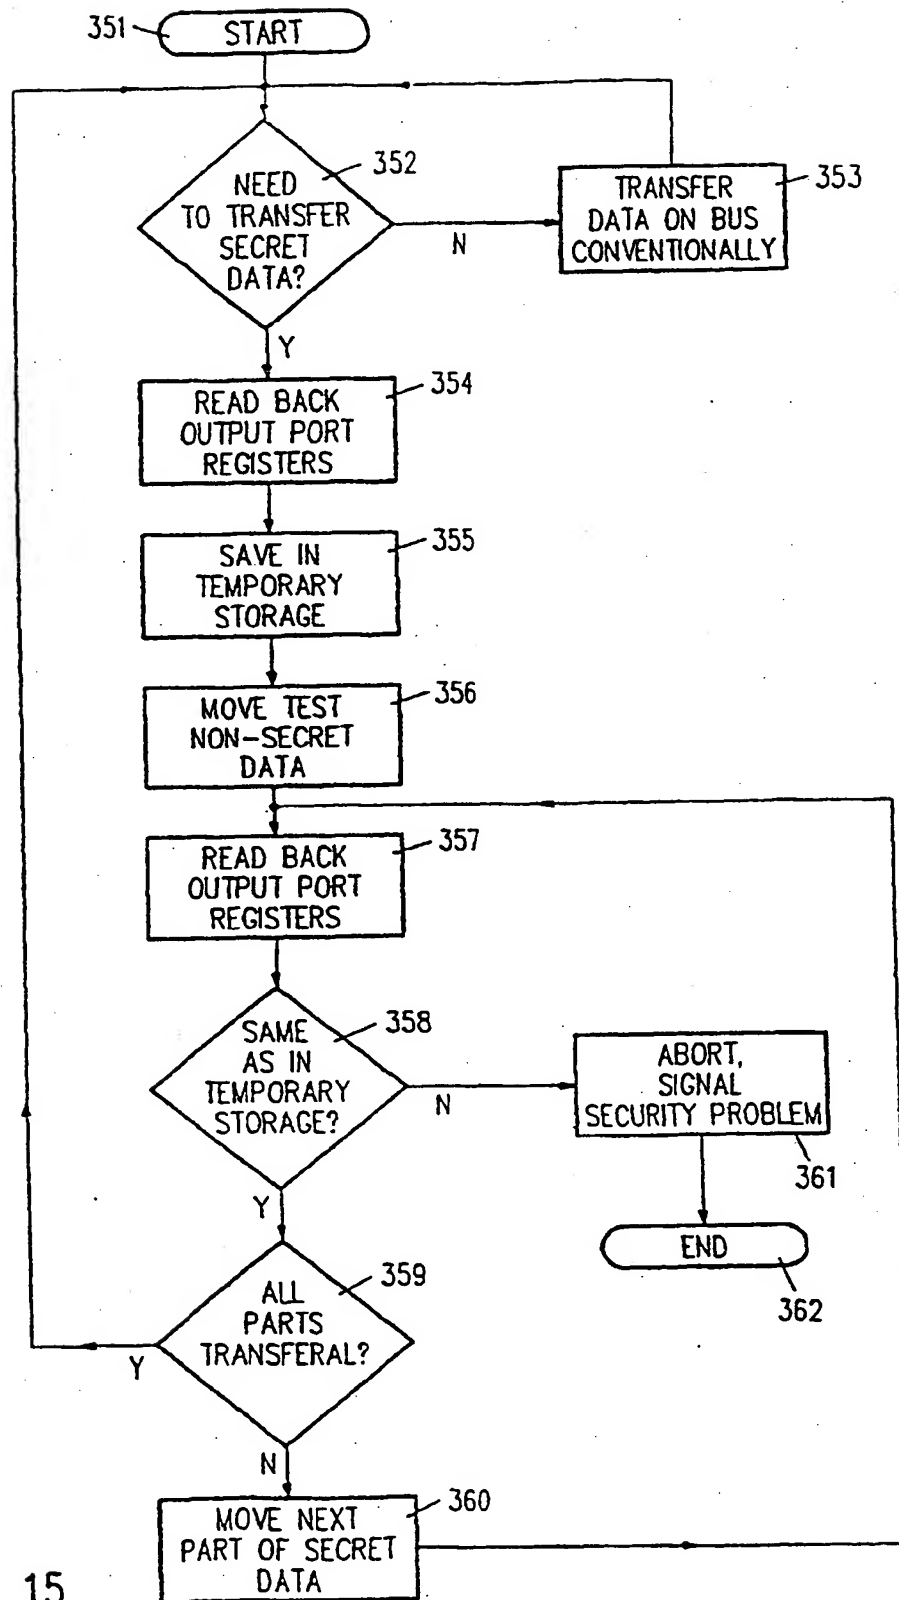 351
START
352
NEED
TO TRANSFER
SECRET
DATA?
N
TRANSFER
DATA ON BUS
CONVENTIONALLY
353
Y
354
READ BACK
OUTPUT PORT
REGISTERS
355
SAVE IN
TEMPORARY
STORAGE
356
MOVE TEST
NON-SECRET
DATA
357
READ BACK
OUTPUT PORT
REGISTERS
358
SAME
AS IN
TEMPORARY
STORAGE?
N
ABORT,
SIGNAL
SECURITY PROBLEM
361
Y
END
362
359
ALL
PARTS
TRANSFERAL?
Y
N
360
MOVE NEXT
PART OF SECRET
DATA
15